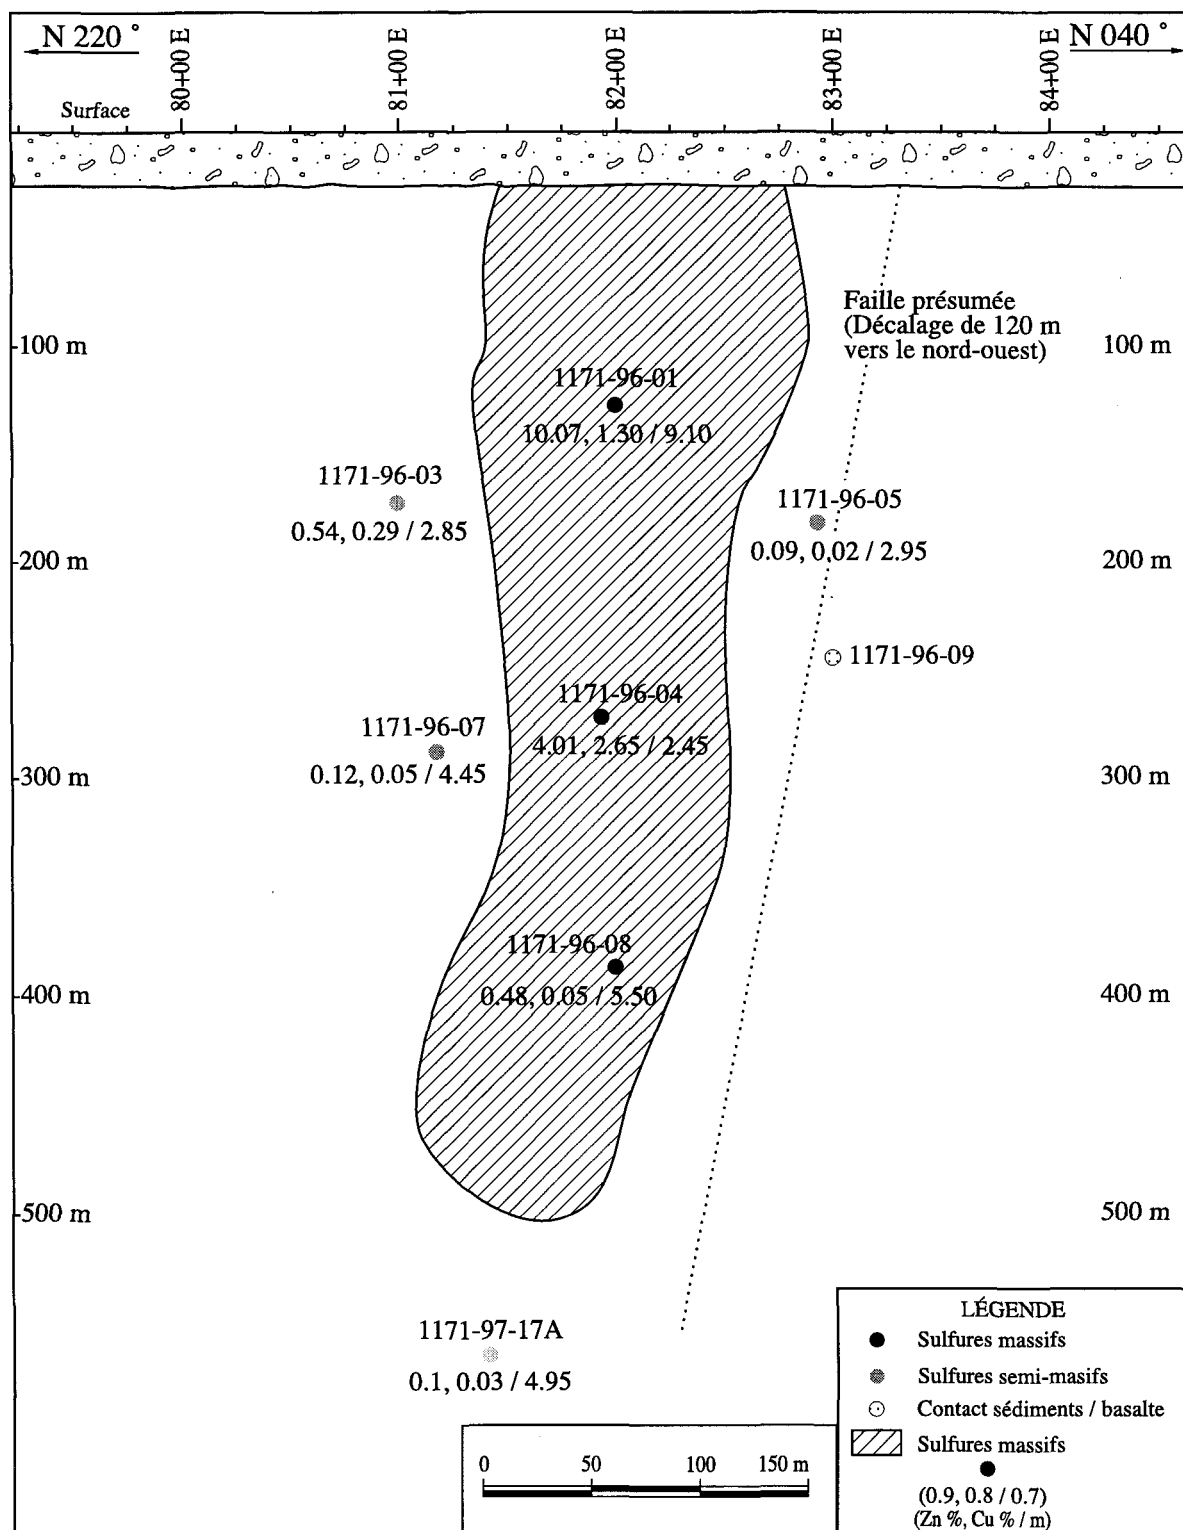 N 220 °
80+00 E
81+00 E
82+00 E
83+00 E
84+00 E
N 040 °
Surface
Faille présumée
(Décalage de 120 m
vers le nord-ouest)
100 m
100 m
1171-96-01
10.07, 1.30 / 9.10
1171-96-03
0.54, 0.29 / 2.85
1171-96-05
0.09, 0.02 / 2.95
200 m
200 m
1171-96-09
1171-96-04
4.01, 2.65 / 2.45
1171-96-07
0.12, 0.05 / 4.45
300 m
300 m
1171-96-08
0.48, 0.05 / 5.50
400 m
400 m
500 m
500 m
1171-97-17A
0.1, 0.03 / 4.95
LÉGENDE
Sulfures massifs
Sulfures semi-masifs
Contact sédiments / basalte
Sulfures massifs
(0.9, 0.8 / 0.7)
(Zn %, Cu % / m)
0 50 100 150 m